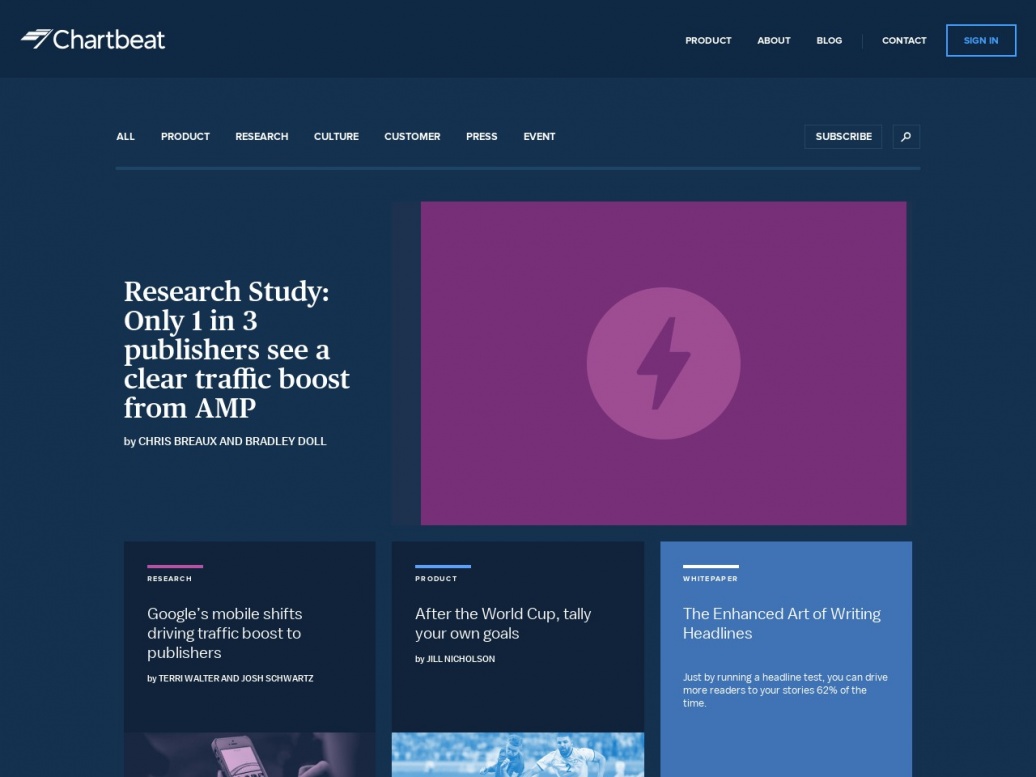 Chartbeat
PRODUCT ABOUT BLOG CONTACT SIGN IN
ALL PRODUCT RESEARCH CULTURE CUSTOMER PRESS EVENT SUBSCRIBE
Research Study:
Only 1 in 3
publishers see a
clear traffic boost
from AMP
by CHRIS BREAUX AND BRADLEY DOLL
RESEARCH
Google's mobile shifts
driving traffic boost to
publishers
by TERRI WALTER AND JOSH SCHWARTZ
PRODUCT
After the World Cup, tally
your own goals
by JILL NICHOLSON
WHITEPAPER
The Enhanced Art of Writing
Headlines
Just by running a headline test, you can drive
more readers to your stories 62% of the
time.